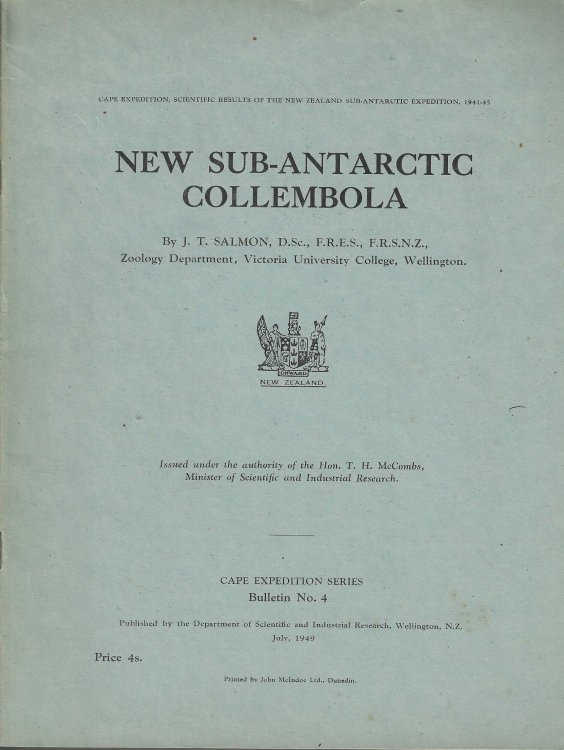 CAPE EXPEDITION, SCIENTIFIC RESULTS OF THE NEW ZEALAND SUB-ANTARCTIC EXPEDITION, 1941-45
NEW SUB-ANTARCTIC
COLLEMBOLA
By J. T. SALMON, D.Sc., F.R.E.S., F.R.S.N.Z.,
Zoology Department, Victoria University College, Wellington.
ONWARD
NEW ZEALAND.
Issued under the authority of the Hon. T. H. McCombs,
Minister of Scientific and Industrial Research.
CAPE EXPEDITION SERIES
Bulletin No. 4
Published by the Department of Scientific and Industrial Research, Wellington, N.Z.
July, 1949
Price 4s.
Printed by John McIndoe Ltd., Dunedin.